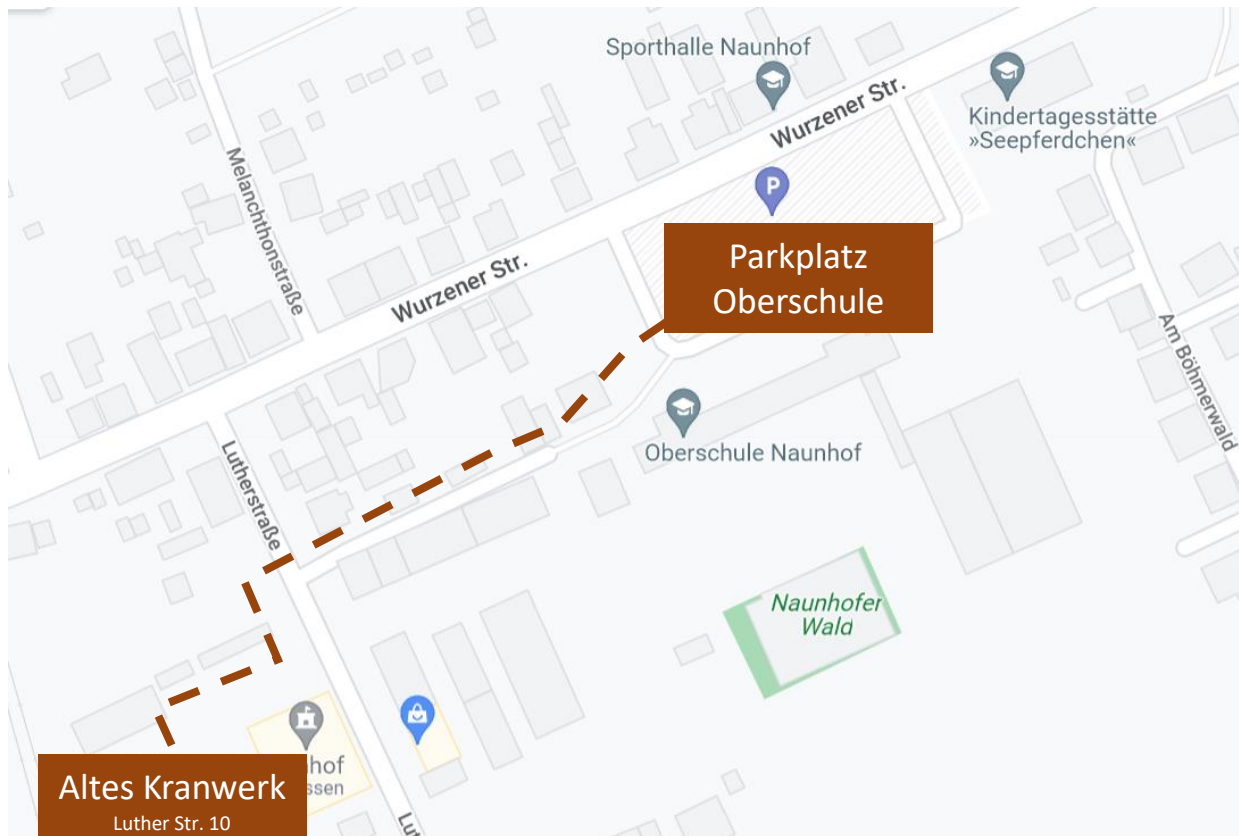 Sporthalle Naunhof
Wurzener Str.
Kindertagesstätte
»Seepferdchen«
Melanchthonstraße
P
Parkplatz
Oberschule
Wurzener Str.
Am Böhmerwald
Oberschule Naunhof
Lutherstraße
Naunhofer
Wald
Altes Kranwerk
Luther Str. 10